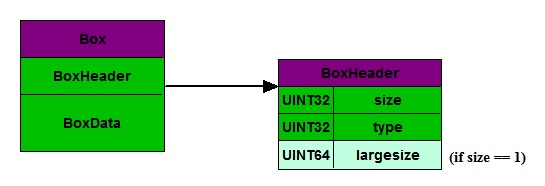 Box
BoxHeader
BoxData
BoxHeader
UINT32 size
UINT32 type
UINT64 largesize (if size == 1)